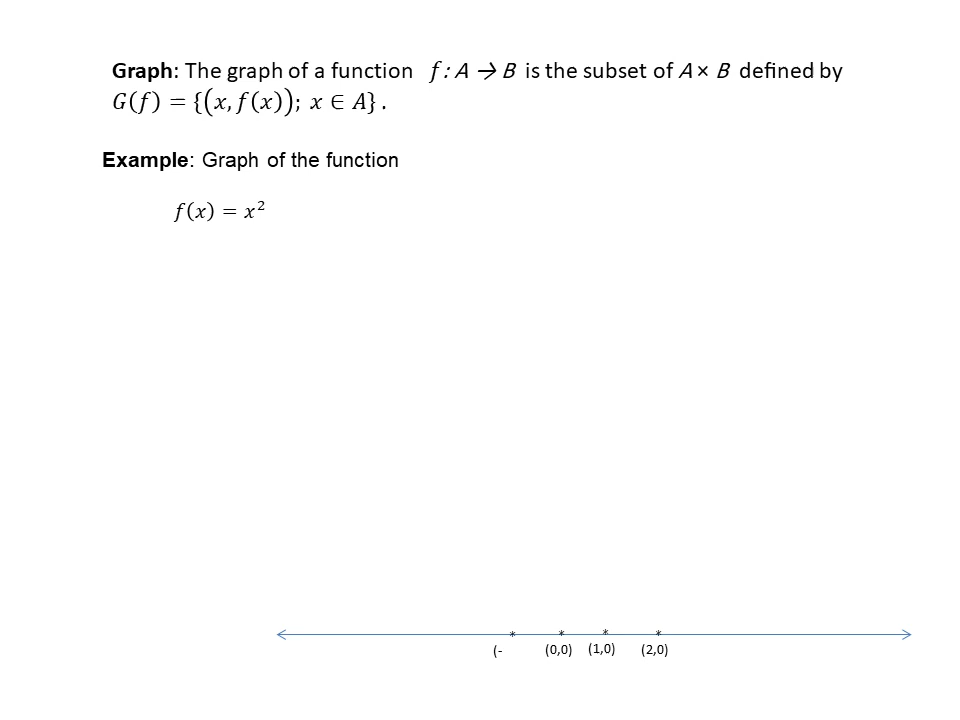 Graph: The graph of a function f: A → B is the subset of A × B defined by
G(f) = {(x, f(x)); x ∈ A} .
Example: Graph of the function
f(x) = x²
* * * *
(- (0,0) (1,0) (2,0)